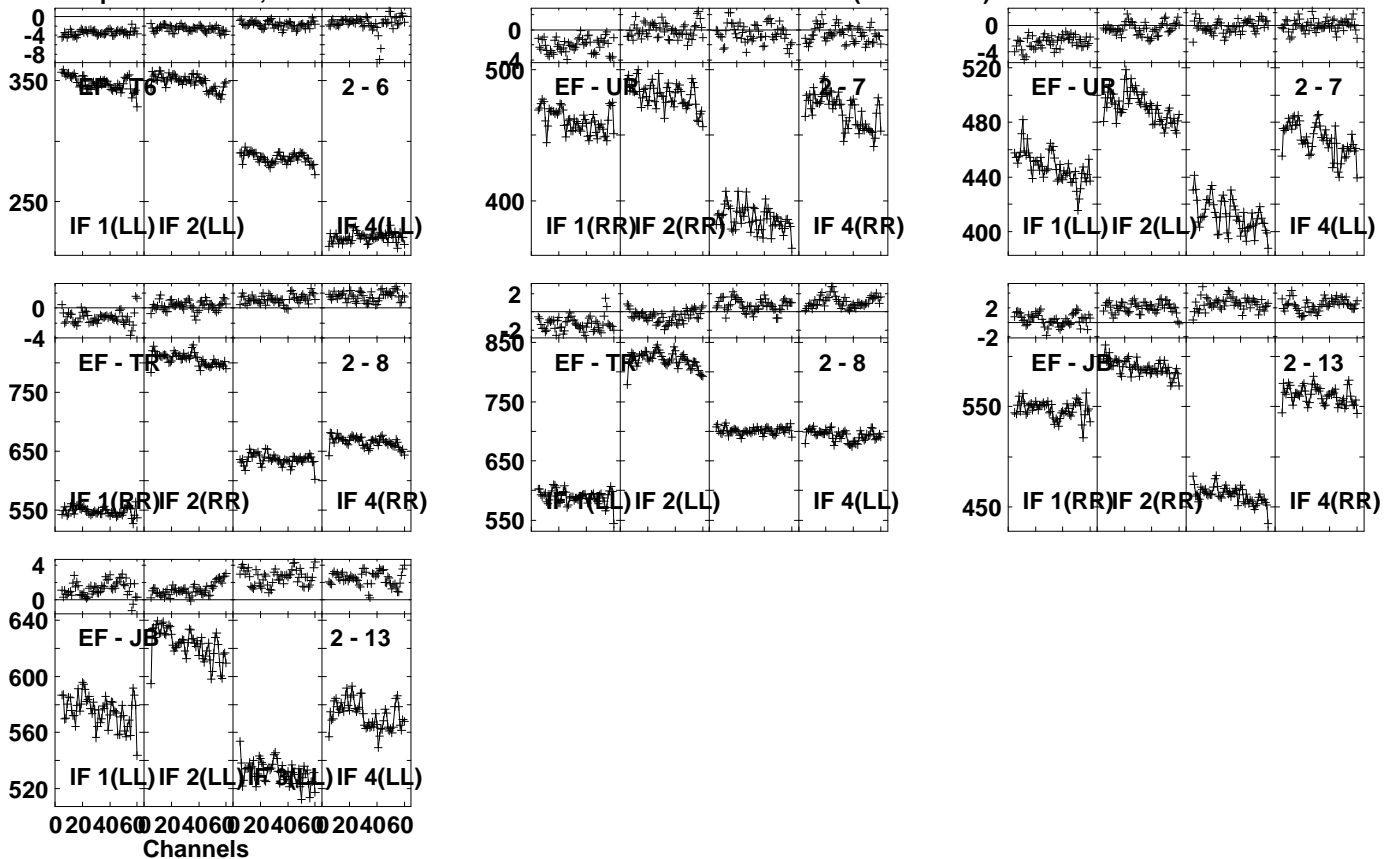 0
-4
-8
350
250
EF - T6
2 - 6
IF 1(LL) IF 2(LL) IF 4(LL)
0
-4
500
400
EF - UR
2 - 7
IF 1(RR) IF 2(RR) IF 4(RR)
0
-4
520
480
440
400
EF - UR
2 - 7
IF 1(LL) IF 2(LL) IF 4(LL)
0
-4
750
650
550
EF - TR
2 - 8
IF 1(RR) IF 2(RR) IF 4(RR)
2
-2
850
750
650
550
EF - TR
2 - 8
IF 1(LL) IF 2(LL) IF 4(LL)
2
-2
550
450
EF - JB
2 - 13
IF 1(RR) IF 2(RR) IF 4(RR)
4
0
640
600
560
520
EF - JB
2 - 13
IF 1(LL) IF 2(LL) IF 3(LL) IF 4(LL)
0 20 40 60 0 20 40 60 0 20 40 60 0 20 40 60
Channels